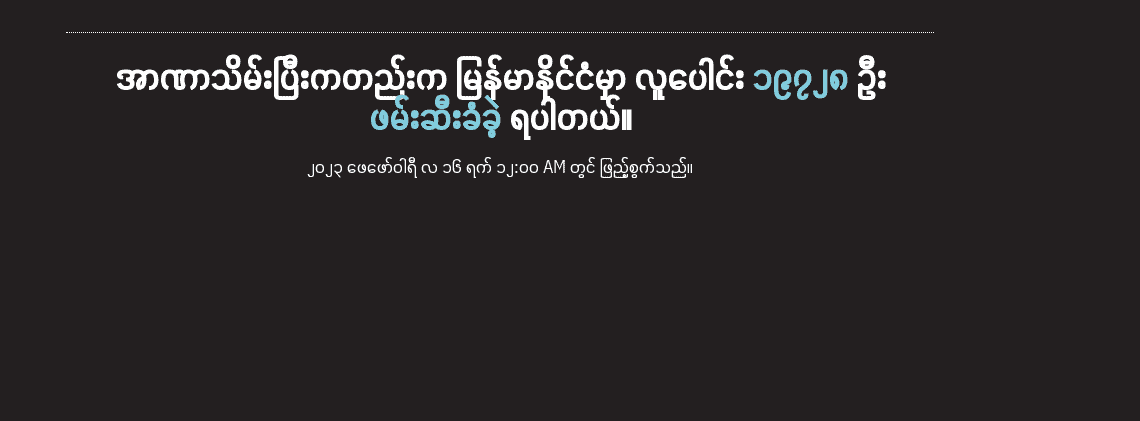 အာဏာသိမ်းပြီးကတည်းက မြန်မာနိုင်ငံမှာ လူပေါင်း ၁၉၇၂၈ ဦး
ဖမ်းဆီးခံခဲ့ ရပါတယ်။
၂၀၂၃ ဖေဖော်ဝါရီ လ ၁၆ ရက် ၁၂:၀၀ AM တွင် ဖြည့်စွက်သည်။